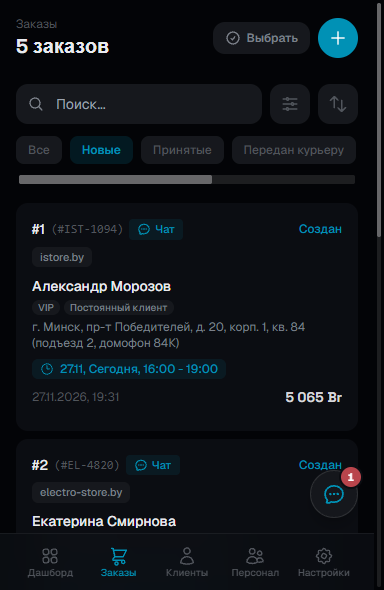 Заказы
5 заказов
Выбрать
Поиск...
Все
Новые
Принятые
Передан курьеру
#1 (#IST-1094) Чат Создан
istore.by
Александр Морозов
VIP Постоянный клиент
г. Минск, пр-т Победителей, д. 20, корп. 1, кв. 84
(подъезд 2, домофон 84К)
27.11, Сегодня, 16:00 - 19:00
27.11.2026, 19:31 5 065 Br
#2 (#EL-4820) Чат Создан
electro-store.by
1
Екатерина Смирнова
Дашборд
Заказы
Клиенты
Персонал
Настройки